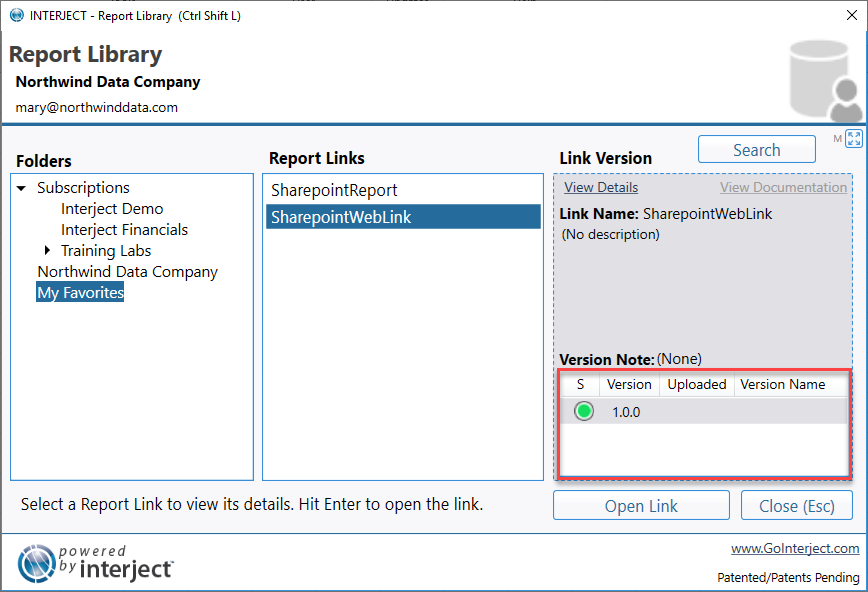 INTERJECT - Report Library (Ctrl Shift L)
Report Library
Northwind Data Company
mary@northwinddata.com
Folders
Subscriptions
Interject Demo
Interject Financials
Training Labs
Northwind Data Company
My Favorites
Report Links
SharepointReport
SharepointWebLink
Link Version
Search
M
View Details
View Documentation
Link Name: SharepointWebLink
(No description)
Version Note: (None)
S Version Uploaded Version Name
1.0.0
Select a Report Link to view its details. Hit Enter to open the link.
Open Link
Close (Esc)
powered
by interject™
www.GoInterject.com
Patented/Patents Pending